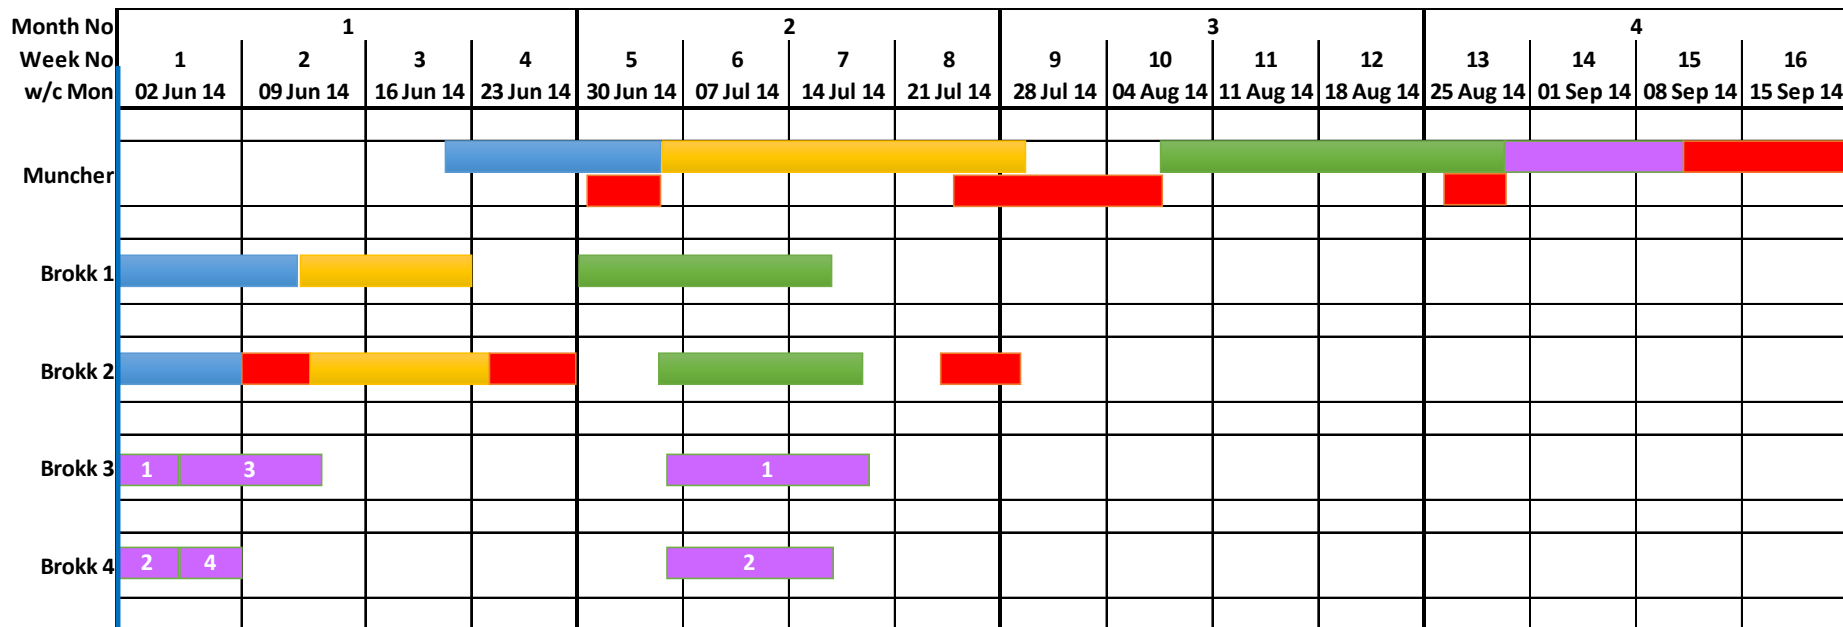 Month No 1 2 3 4
Week No 1 2 3 4 5 6 7 8 9 10 11 12 13 14 15 16
w/c Mon 02 Jun 14 09 Jun 14 16 Jun 14 23 Jun 14 30 Jun 14 07 Jul 14 14 Jul 14 21 Jul 14 28 Jul 14 04 Aug 14 11 Aug 14 18 Aug 14 25 Aug 14 01 Sep 14 08 Sep 14 15 Sep 14
Muncher
Brokk 1
Brokk 2
Brokk 3 1 3 1
Brokk 4 2 4 2